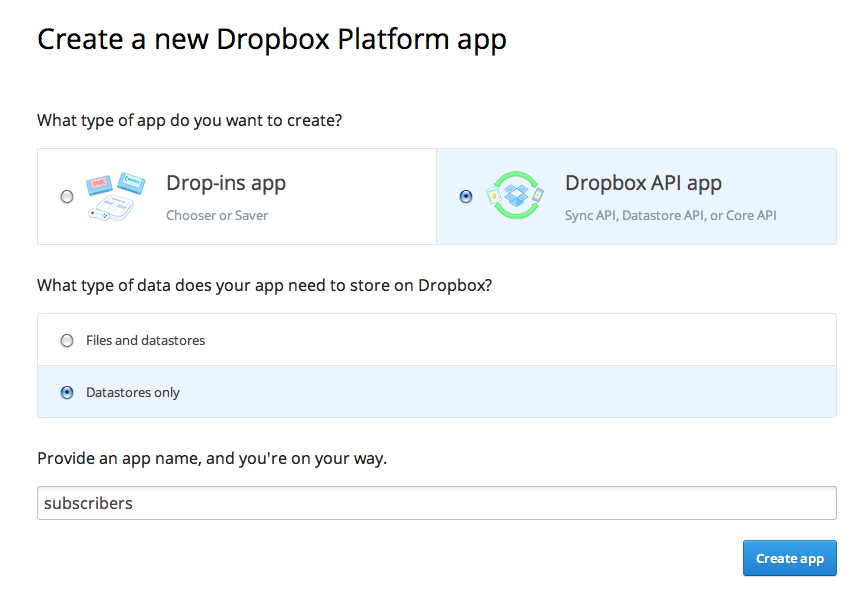 Create a new Dropbox Platform app
What type of app do you want to create?
Drop-ins app
Chooser or Saver
Dropbox API app
Sync API, Datastore API, or Core API
What type of data does your app need to store on Dropbox?
Files and datastores
Datastores only
Provide an app name, and you're on your way.
subscribers
Create app